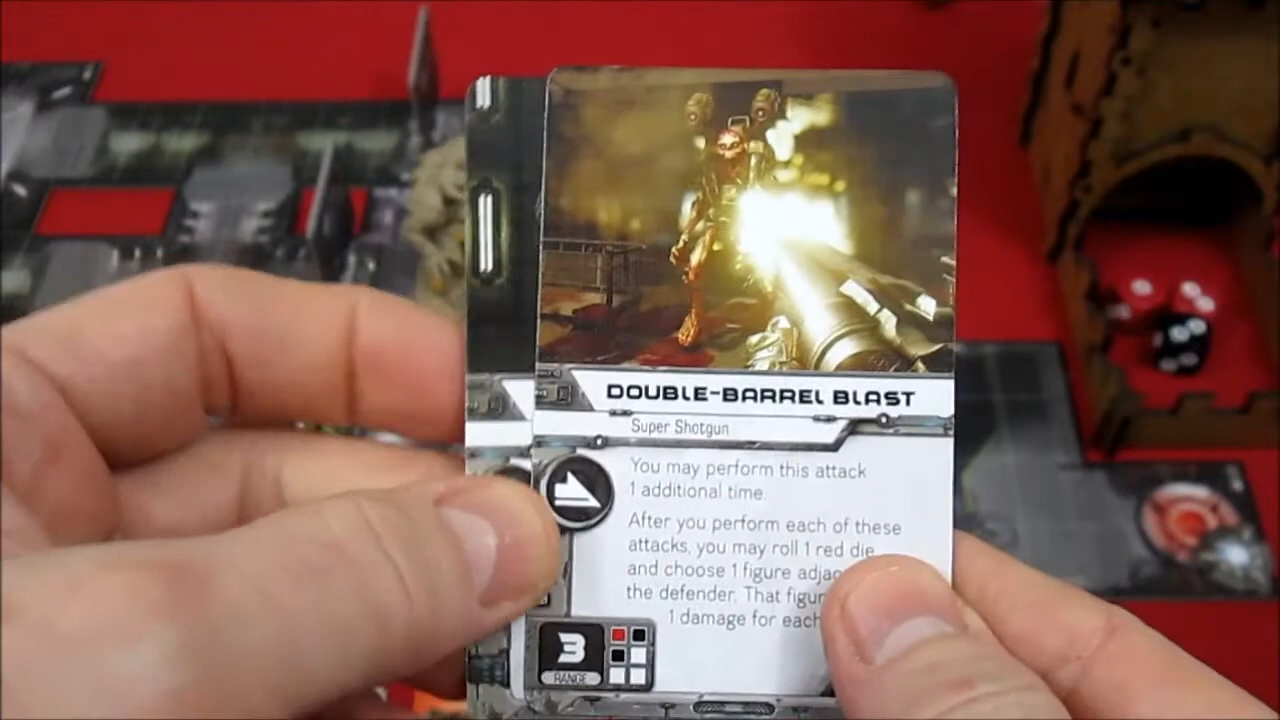 DOUBLE-BARREL BLAST
Super Shotgun
You may perform this attack
1 additional time.
After you perform each of these
attacks, you may roll 1 red die
and choose 1 figure
the defender. That
1 damage for each
3
RANGE